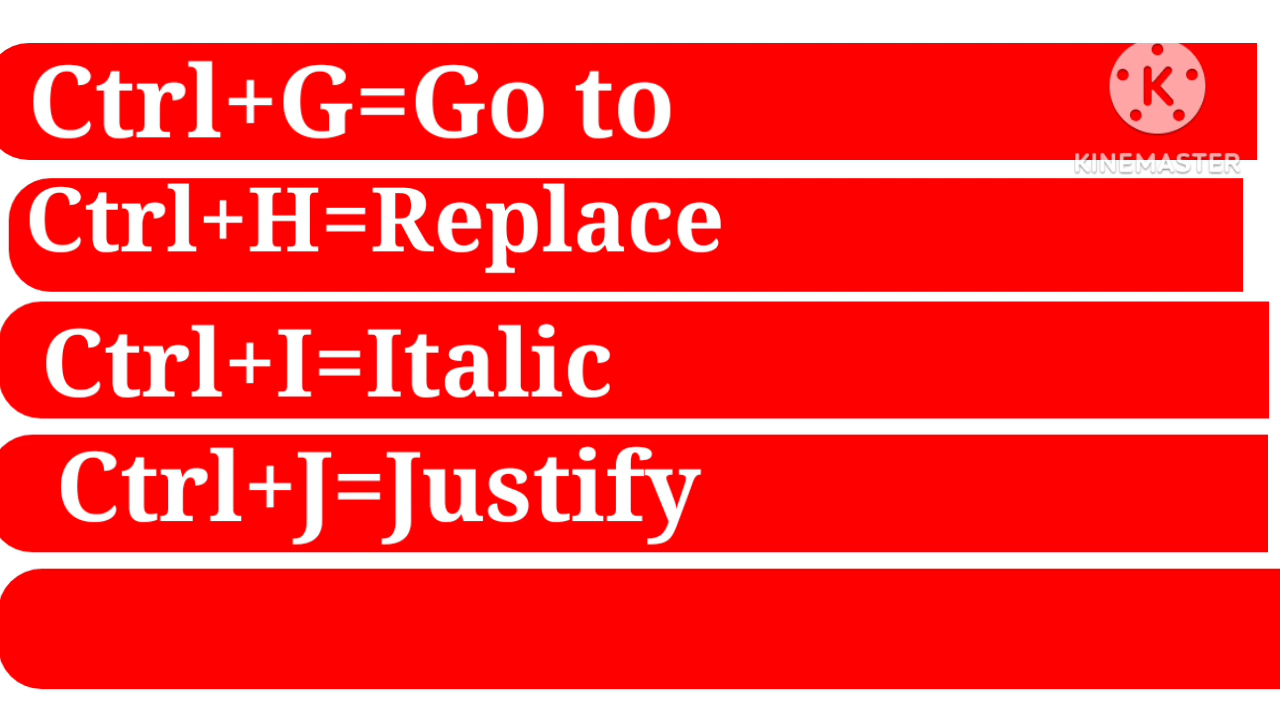 Ctrl+G=Go to
K
KINEMASTER
Ctrl+H=Replace
Ctrl+I=Italic
Ctrl+J=Justify